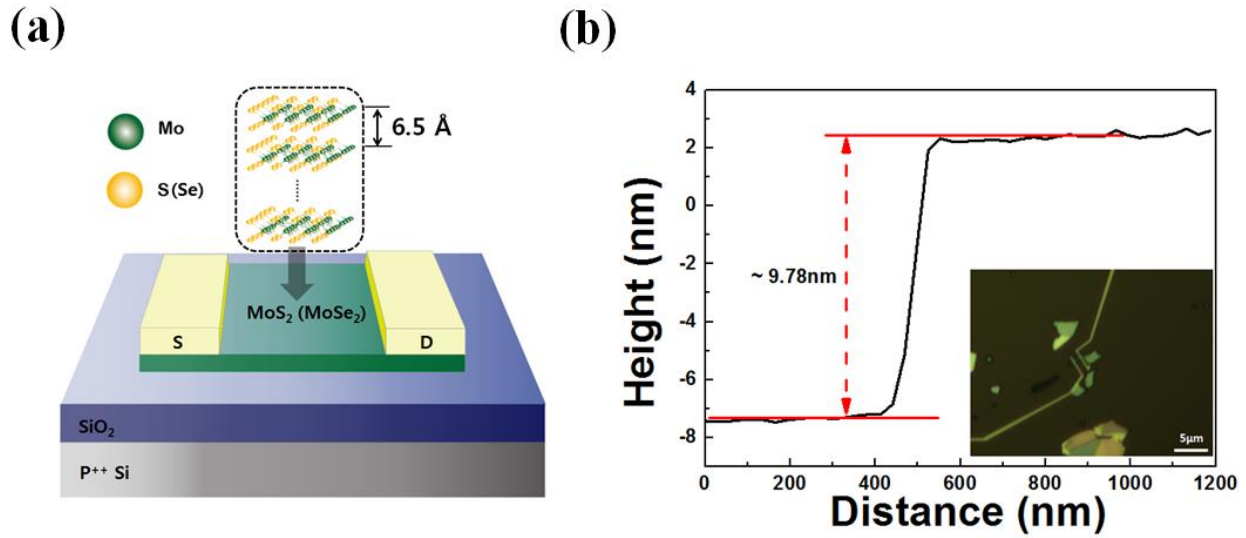 (a)
Mo
S(Se)
6.5 Å
MoS₂ (MoSe₂)
S
D
SiO₂
P⁺⁺ Si
(b)
Height (nm)
4
2
0
-2
-4
-6
-8
~ 9.78nm
5μm
0
200
400
600
800
1000
1200
Distance (nm)